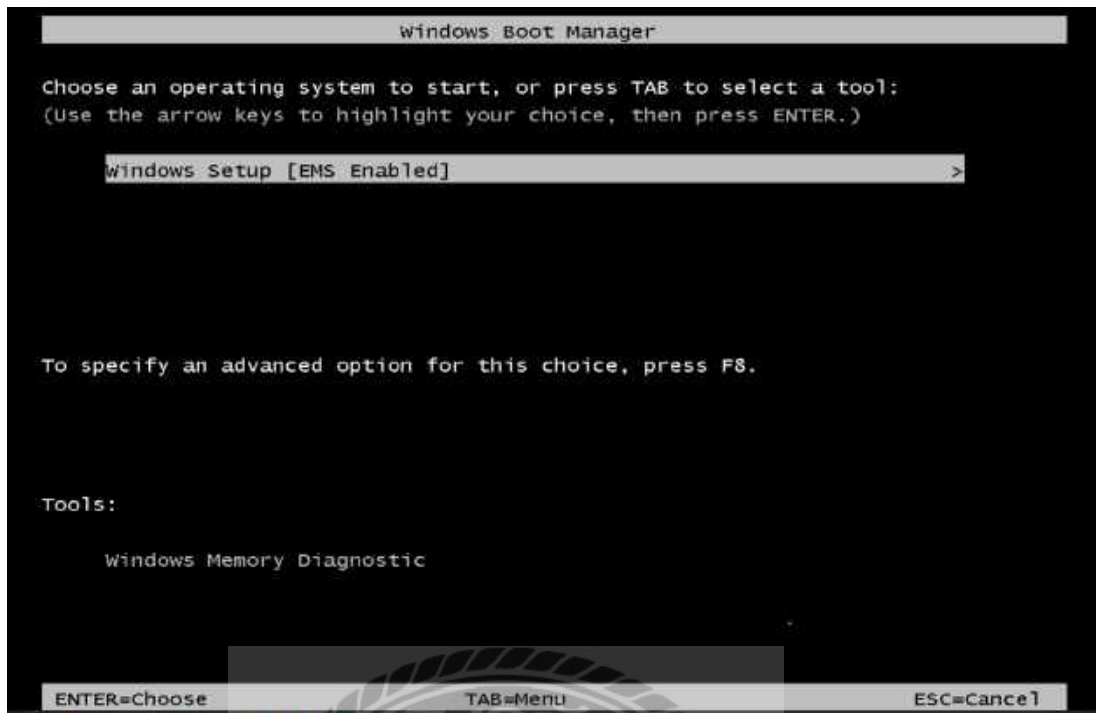 Windows Boot Manager
Choose an operating system to start, or press TAB to select a tool:
(Use the arrow keys to highlight your choice, then press ENTER.)
Windows Setup [EMS Enabled] >
To specify an advanced option for this choice, press F8.
Tools:
Windows Memory Diagnostic
ENTER=Choose TAB=Menu ESC=Cancel